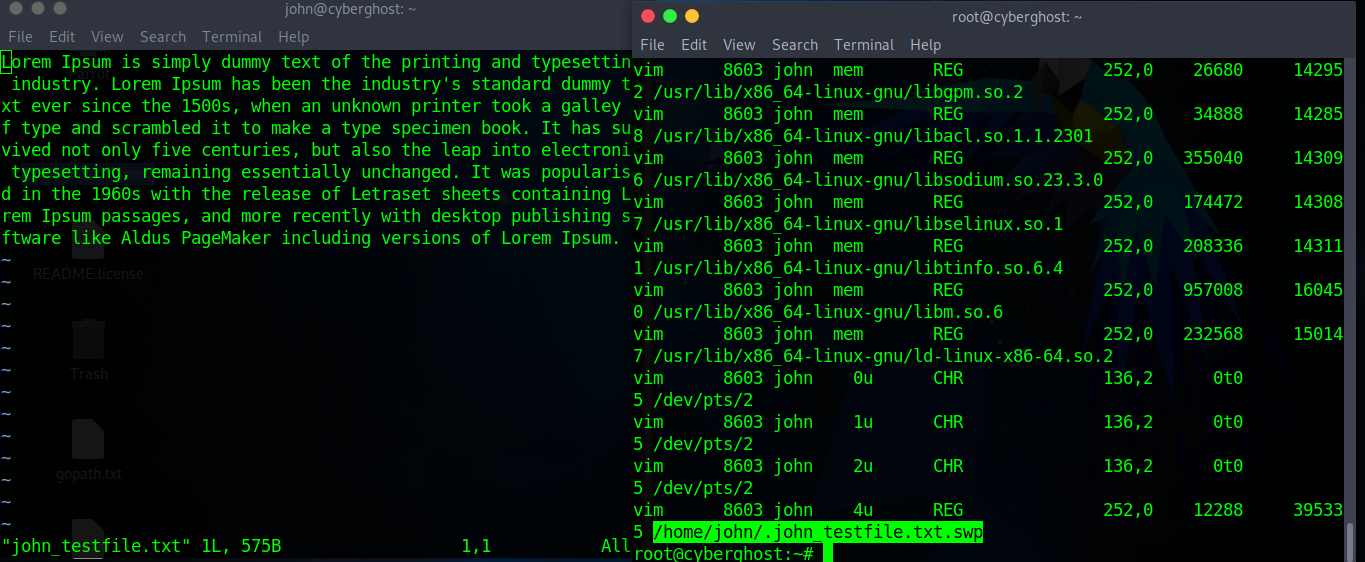 john@cyberghost: ~
File Edit View Search Terminal Help
Lorem Ipsum is simply dummy text of the printing and typesettin
industry. Lorem Ipsum has been the industry's standard dummy t
xt ever since the 1500s, when an unknown printer took a galley
f type and scrambled it to make a type specimen book. It has su
vived not only five centuries, but also the leap into electroni
typesetting, remaining essentially unchanged. It was popularis
d in the 1960s with the release of Letraset sheets containing L
rem Ipsum passages, and more recently with desktop publishing s
ftware like Aldus PageMaker including versions of Lorem Ipsum.
~
README.license
~
~
~
~
~
Trash
~
~
~
~
~
gopath.txt
~
~
~
"john_testfile.txt" 1L, 575B 1,1 All
root@cyberghost: ~
File Edit View Search Terminal Help
vim 8603 john mem REG 252,0 26680 14295
2 /usr/lib/x86_64-linux-gnu/libgpm.so.2
vim 8603 john mem REG 252,0 34888 14285
8 /usr/lib/x86_64-linux-gnu/libacl.so.1.1.2301
vim 8603 john mem REG 252,0 355040 14309
6 /usr/lib/x86_64-linux-gnu/libsodium.so.23.3.0
vim 8603 john mem REG 252,0 174472 14308
7 /usr/lib/x86_64-linux-gnu/libselinux.so.1
vim 8603 john mem REG 252,0 208336 14311
1 /usr/lib/x86_64-linux-gnu/libtinfo.so.6.4
vim 8603 john mem REG 252,0 957008 16045
0 /usr/lib/x86_64-linux-gnu/libm.so.6
vim 8603 john mem REG 252,0 232568 15014
7 /usr/lib/x86_64-linux-gnu/ld-linux-x86-64.so.2
vim 8603 john 0u CHR 136,2 0t0
5 /dev/pts/2
vim 8603 john 1u CHR 136,2 0t0
5 /dev/pts/2
vim 8603 john 2u CHR 136,2 0t0
5 /dev/pts/2
vim 8603 john 4u REG 252,0 12288 39533
5 /home/john/.john_testfile.txt.swp
root@cyberghost:~#